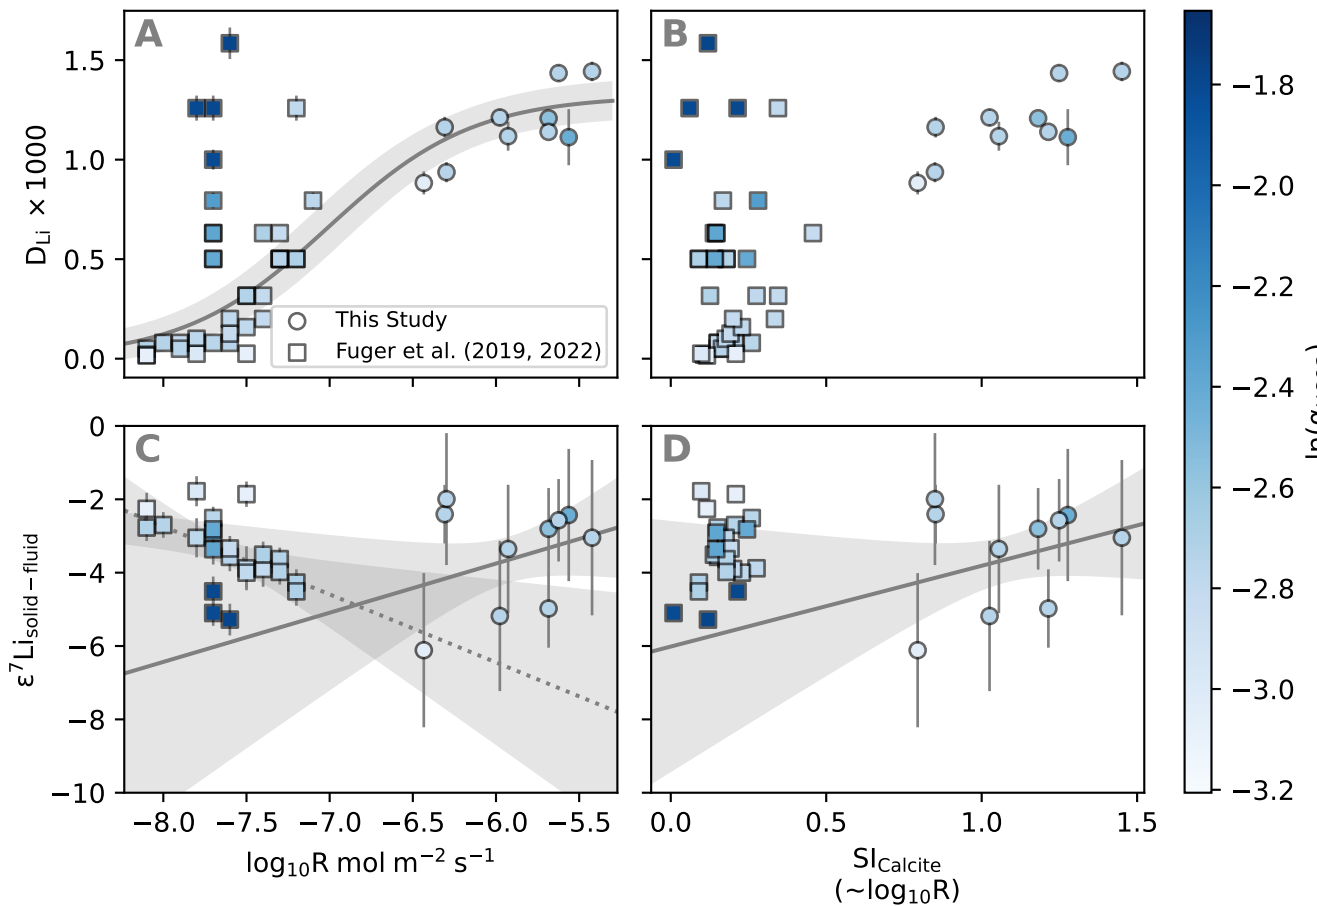 A
B
1.5
1.0
0.5
0.0
D_Li × 1000
This Study
Fuger et al. (2019, 2022)
C
D
0
−2
−4
−6
−8
−10
ε⁷Li_solid−fluid
−8.0 −7.5 −7.0 −6.5 −6.0 −5.5
0.0 0.5 1.0 1.5
log₁₀R mol m⁻² s⁻¹
SI_Calcite
(~log₁₀R)
−1.8
−2.0
−2.2
−2.4
−2.6
−2.8
−3.0
−3.2